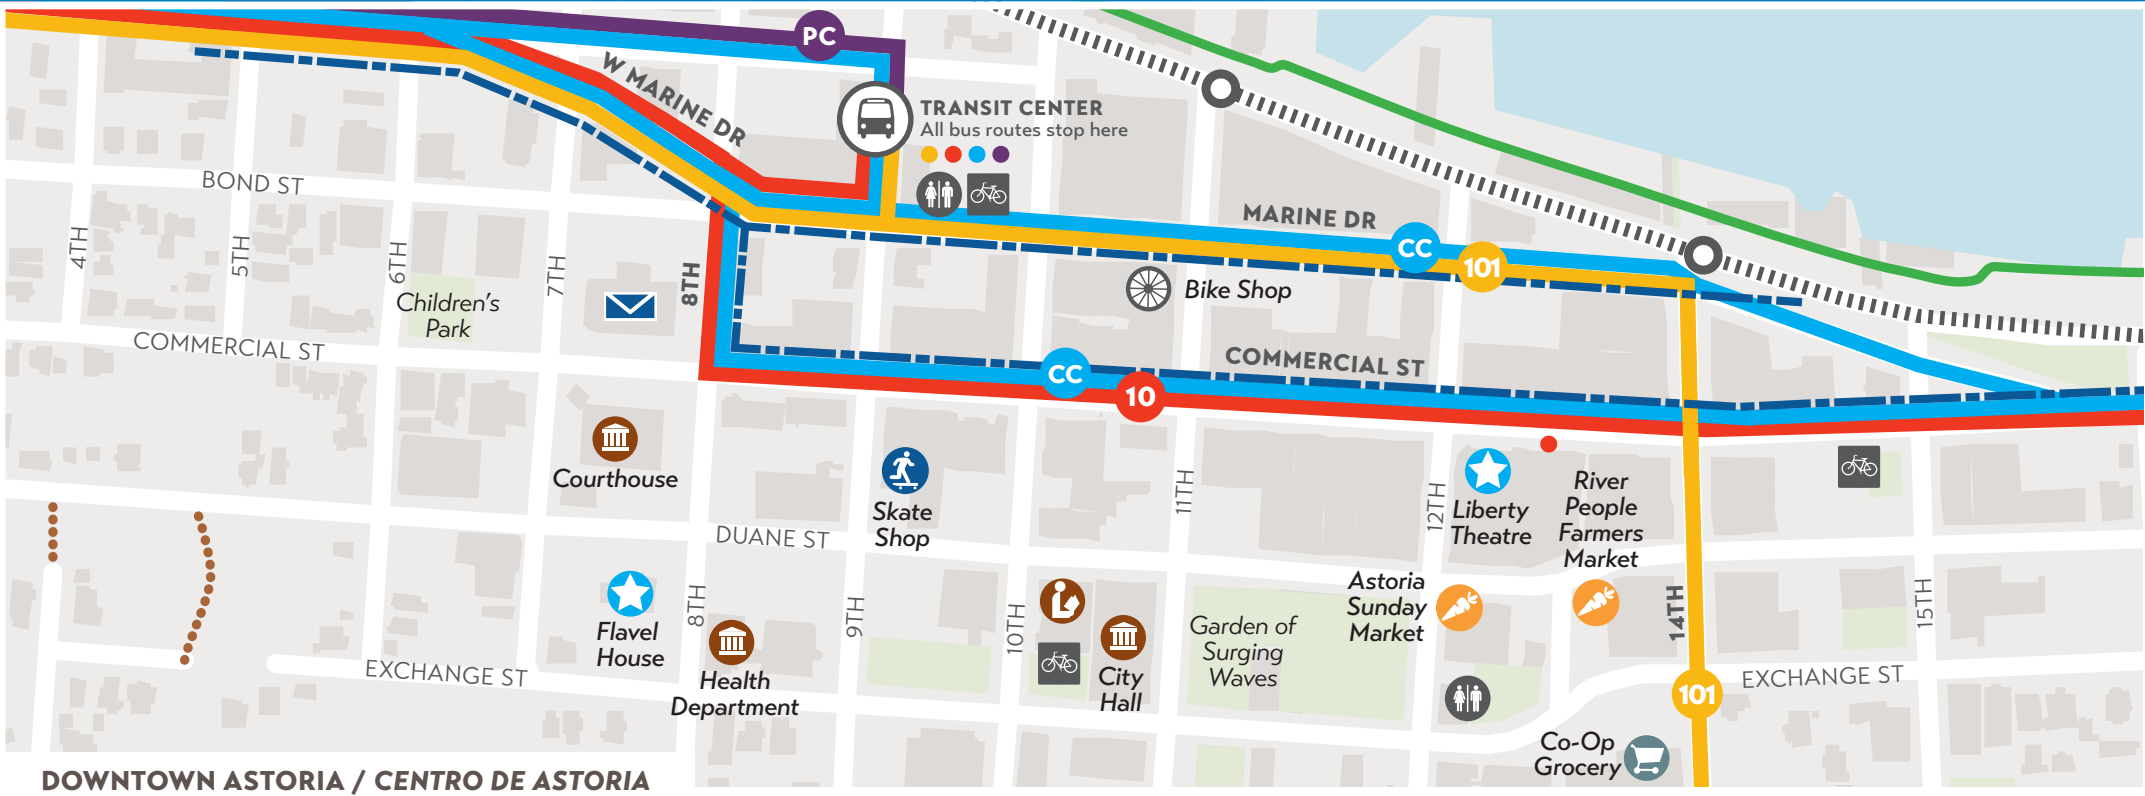 PC
W MARINE DR
TRANSIT CENTER
All bus routes stop here
BOND ST
MARINE DR
CC
101
4TH
5TH
6TH
7TH
8TH
Children's
Park
Bike Shop
COMMERCIAL ST
COMMERCIAL ST
CC
10
Courthouse
Skate
Shop
11TH
12TH
Liberty
Theatre
River
People
Farmers
Market
DUANE ST
Flavel
House
8TH
Health
Department
9TH
10TH
City
Hall
Garden of
Surging
Waves
Astoria
Sunday
Market
14TH
15TH
EXCHANGE ST
EXCHANGE ST
101
Co-Op
Grocery
DOWNTOWN ASTORIA / CENTRO DE ASTORIA